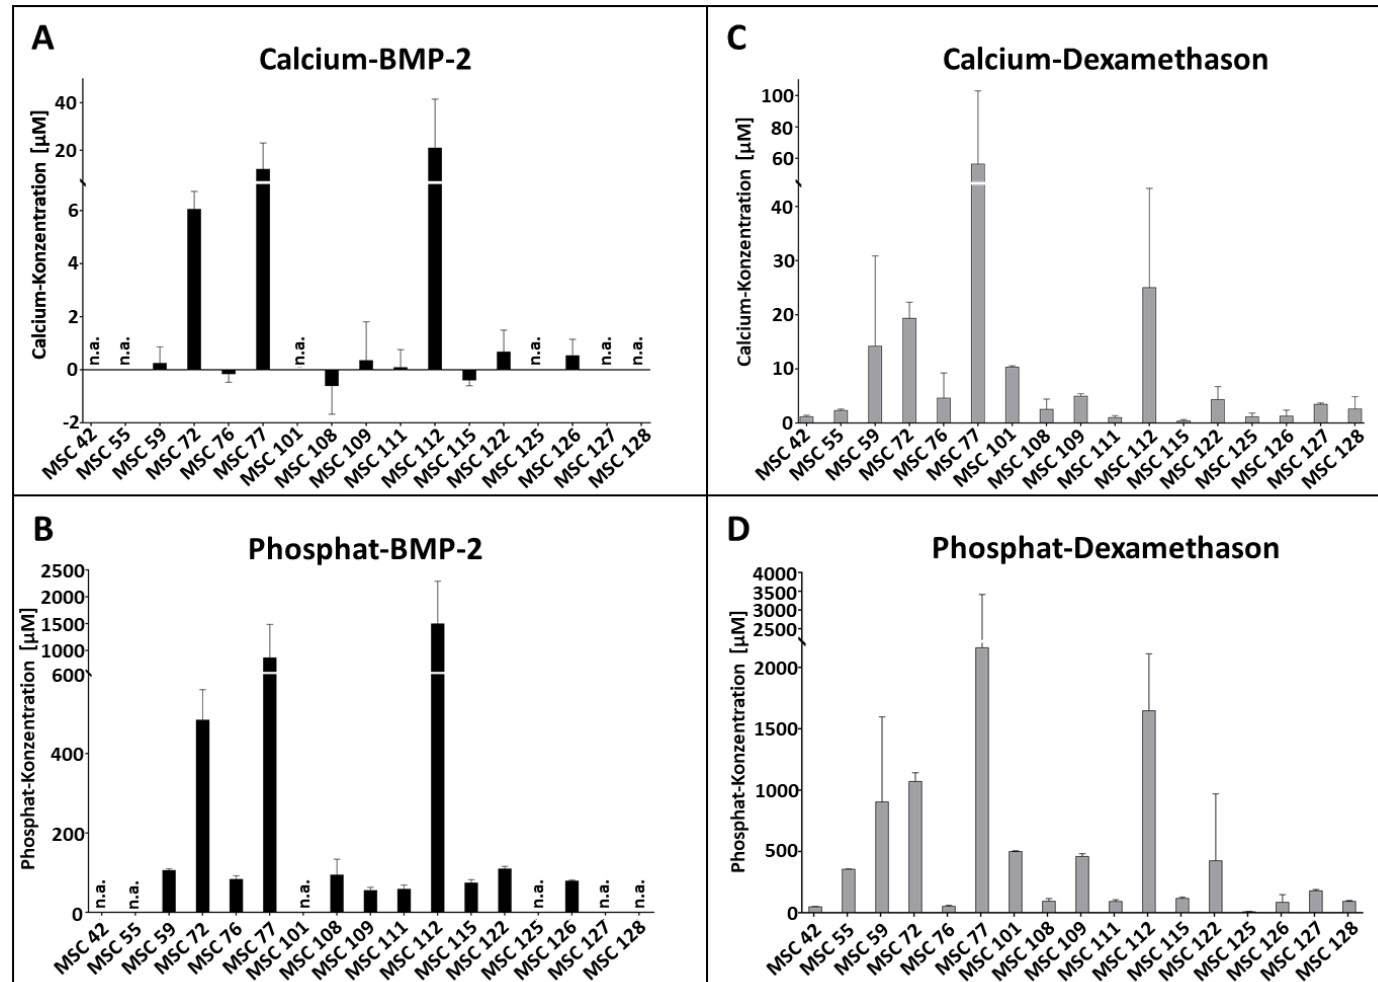 A
Calcium-BMP-2
Calcium-Konzentration [µM]
40
20
6
4
2
0
-2
n.a.
n.a.
n.a.
n.a.
n.a.
n.a.
MSC 42
MSC 55
MSC 59
MSC 72
MSC 76
MSC 77
MSC 101
MSC 108
MSC 109
MSC 111
MSC 112
MSC 115
MSC 122
MSC 125
MSC 126
MSC 127
MSC 128
C
Calcium-Dexamethason
Calcium-Konzentration [µM]
100
80
60
40
30
20
10
0
MSC 42
MSC 55
MSC 59
MSC 72
MSC 76
MSC 77
MSC 101
MSC 108
MSC 109
MSC 111
MSC 112
MSC 115
MSC 122
MSC 125
MSC 126
MSC 127
MSC 128
B
Phosphat-BMP-2
Phosphat-Konzentration [µM]
2500
2000
1500
1000
600
400
200
0
n.a.
n.a.
n.a.
n.a.
n.a.
n.a.
MSC 42
MSC 55
MSC 59
MSC 72
MSC 76
MSC 77
MSC 101
MSC 108
MSC 109
MSC 111
MSC 112
MSC 115
MSC 122
MSC 125
MSC 126
MSC 127
MSC 128
D
Phosphat-Dexamethason
Phosphat-Konzentration [µM]
4000
3500
3000
2500
2000
1500
1000
500
0
MSC 42
MSC 55
MSC 59
MSC 72
MSC 76
MSC 77
MSC 101
MSC 108
MSC 109
MSC 111
MSC 112
MSC 115
MSC 122
MSC 125
MSC 126
MSC 127
MSC 128